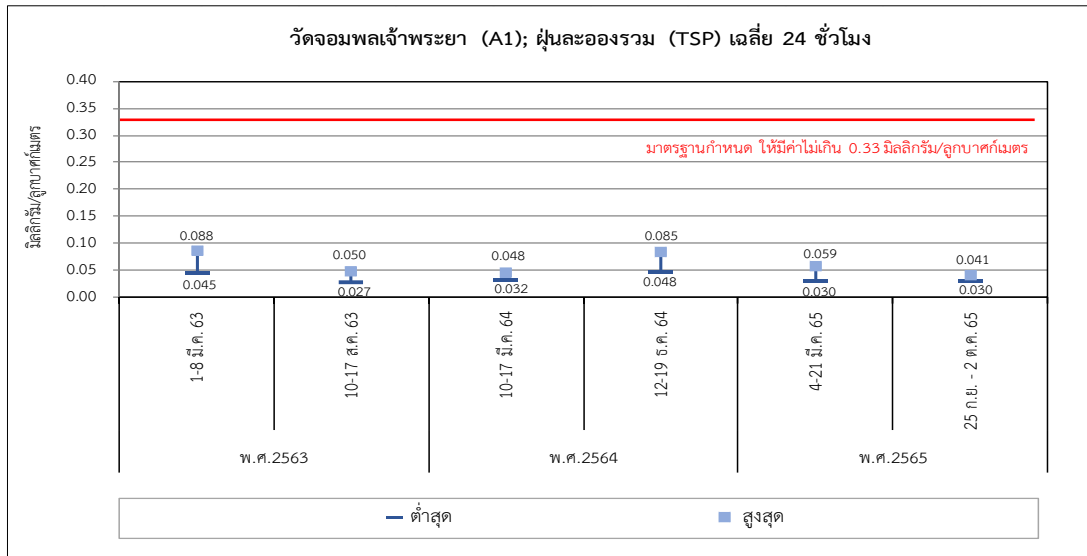 วัดจอมพลเจ้าพระยา (A1); ฝุ่นละอองรวม (TSP) เฉลี่ย 24 ชั่วโมง
มิลลิกรัม/ลูกบาศก์เมตร
0.40
0.35
0.30
0.25
0.20
0.15
0.10
0.05
0.00
มาตรฐานกำหนด ให้มีค่าไม่เกิน 0.33 มิลลิกรัม/ลูกบาศก์เมตร
0.088 0.050 0.048 0.085 0.059 0.041
0.045 0.027 0.032 0.048 0.030 0.030
1-8 มี.ค. 63
10-17 ส.ค. 63
10-17 มี.ค. 64
12-19 ธ.ค. 64
4-21 มี.ค. 65
25 ก.ย. - 2 ต.ค. 65
พ.ศ.2563 พ.ศ.2564 พ.ศ.2565
ต่ำสุด สูงสุด